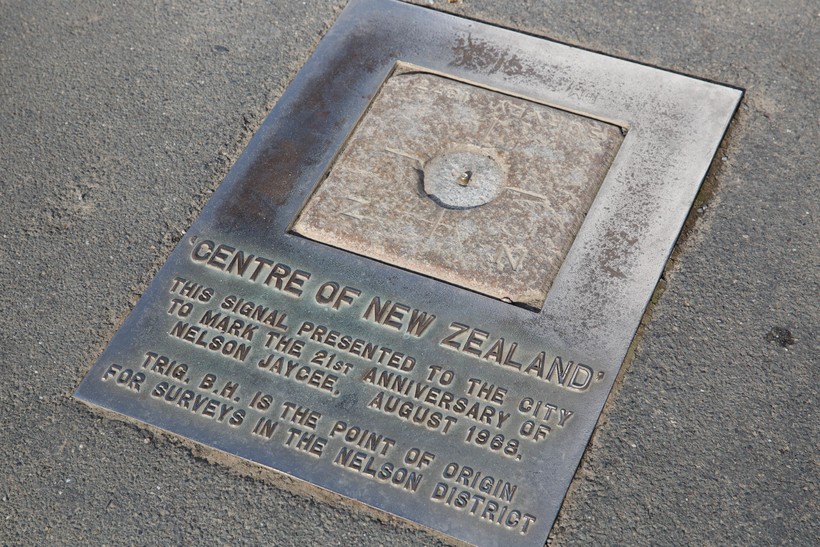 'CENTRE OF NEW ZEALAND'
THIS SIGNAL PRESENTED TO THE CITY
TO MARK THE 21ST ANNIVERSARY OF
NELSON JAYCEE, AUGUST 1968.
TRIG. B.H. IS THE POINT OF ORIGIN
FOR SURVEYS IN THE NELSON DISTRICT